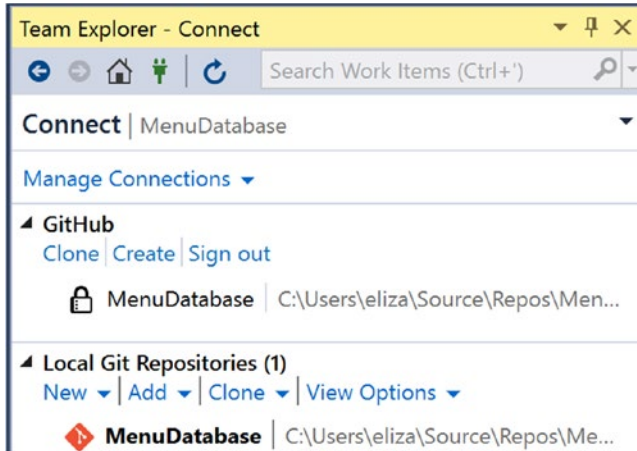 Team Explorer - Connect
Search Work Items (Ctrl+')
Connect | MenuDatabase
Manage Connections
GitHub
Clone | Create | Sign out
MenuDatabase | C:\Users\eliza\Source\Repos\Men...
Local Git Repositories (1)
New | Add | Clone | View Options
MenuDatabase | C:\Users\eliza\Source\Repos\Me...